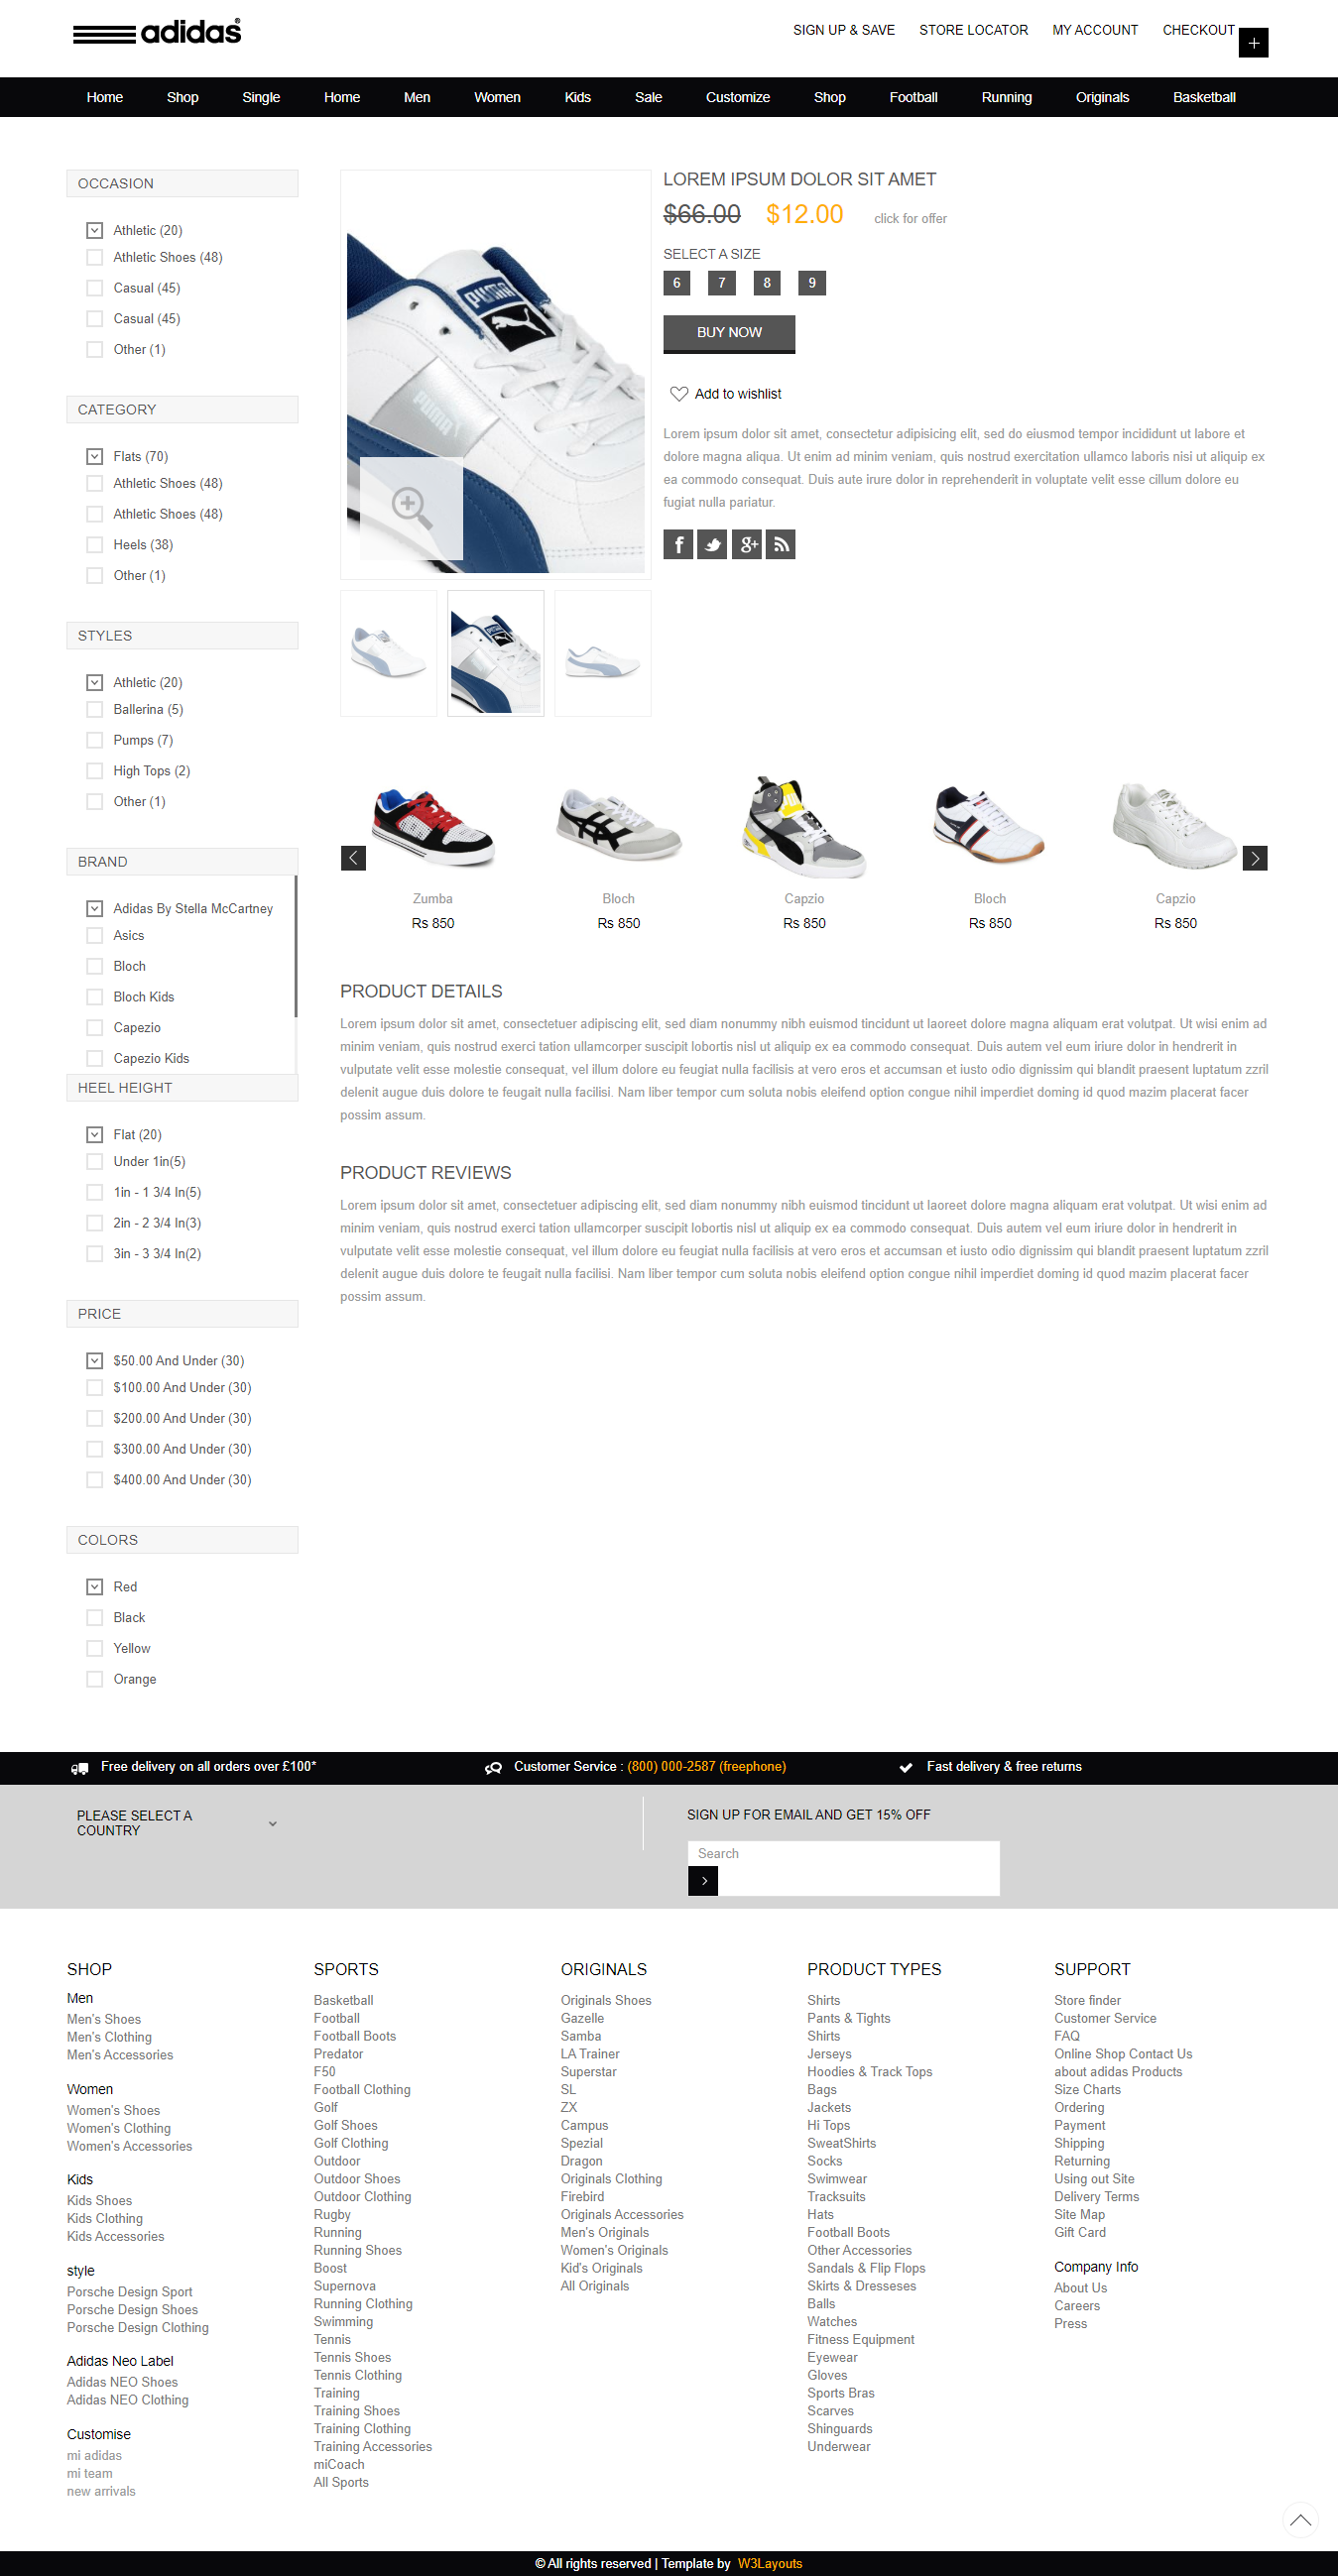 adidas®
SIGN UP & SAVE STORE LOCATOR MY ACCOUNT CHECKOUT
Home Shop Single Home Men Women Kids Sale Customize Shop Football Running Originals Basketball
OCCASION
Athletic (20)
Athletic Shoes (48)
Casual (45)
Casual (45)
Other (1)
CATEGORY
Flats (70)
Athletic Shoes (48)
Athletic Shoes (48)
Heels (38)
Other (1)
STYLES
Athletic (20)
Ballerina (5)
Pumps (7)
High Tops (2)
Other (1)
BRAND
Adidas By Stella McCartney
Asics
Bloch
Bloch Kids
Capezio
Capezio Kids
HEEL HEIGHT
Flat (20)
Under 1in(5)
1in - 1 3/4 In(5)
2in - 2 3/4 In(3)
3in - 3 3/4 In(2)
PRICE
$50.00 And Under (30)
$100.00 And Under (30)
$200.00 And Under (30)
$300.00 And Under (30)
$400.00 And Under (30)
COLORS
Red
Black
Yellow
Orange
PUMA
PUMA
LOREM IPSUM DOLOR SIT AMET
$66.00 $12.00 click for offer
SELECT A SIZE
6 7 8 9
BUY NOW
Add to wishlist
Lorem ipsum dolor sit amet, consectetur adipisicing elit, sed do eiusmod tempor incididunt ut labore et
dolore magna aliqua. Ut enim ad minim veniam, quis nostrud exercitation ullamco laboris nisi ut aliquip ex
ea commodo consequat. Duis aute irure dolor in reprehenderit in voluptate velit esse cillum dolore eu
fugiat nulla pariatur.
Zumba Bloch Capzio Bloch Capzio
Rs 850 Rs 850 Rs 850 Rs 850 Rs 850
PRODUCT DETAILS
Lorem ipsum dolor sit amet, consectetuer adipiscing elit, sed diam nonummy nibh euismod tincidunt ut laoreet dolore magna aliquam erat volutpat. Ut wisi enim ad
minim veniam, quis nostrud exerci tation ullamcorper suscipit lobortis nisl ut aliquip ex ea commodo consequat. Duis autem vel eum iriure dolor in hendrerit in
vulputate velit esse molestie consequat, vel illum dolore eu feugiat nulla facilisis at vero eros et accumsan et iusto odio dignissim qui blandit praesent luptatum zzril
delenit augue duis dolore te feugait nulla facilisi. Nam liber tempor cum soluta nobis eleifend option congue nihil imperdiet doming id quod mazim placerat facer
possim assum.
PRODUCT REVIEWS
Lorem ipsum dolor sit amet, consectetuer adipiscing elit, sed diam nonummy nibh euismod tincidunt ut laoreet dolore magna aliquam erat volutpat. Ut wisi enim ad
minim veniam, quis nostrud exerci tation ullamcorper suscipit lobortis nisl ut aliquip ex ea commodo consequat. Duis autem vel eum iriure dolor in hendrerit in
vulputate velit esse molestie consequat, vel illum dolore eu feugiat nulla facilisis at vero eros et accumsan et iusto odio dignissim qui blandit praesent luptatum zzril
delenit augue duis dolore te feugait nulla facilisi. Nam liber tempor cum soluta nobis eleifend option congue nihil imperdiet doming id quod mazim placerat facer
possim assum.
Free delivery on all orders over £100* Customer Service : (800) 000-2587 (freephone) Fast delivery & free returns
PLEASE SELECT A
COUNTRY
SIGN UP FOR EMAIL AND GET 15% OFF
Search
SHOP
Men
Men's Shoes
Men's Clothing
Men's Accessories
Women
Women's Shoes
Women's Clothing
Women's Accessories
Kids
Kids Shoes
Kids Clothing
Kids Accessories
style
Porsche Design Sport
Porsche Design Shoes
Porsche Design Clothing
Adidas Neo Label
Adidas NEO Shoes
Adidas NEO Clothing
Customise
mi adidas
mi team
new arrivals
SPORTS
Basketball
Football
Football Boots
Predator
F50
Football Clothing
Golf
Golf Shoes
Golf Clothing
Outdoor
Outdoor Shoes
Outdoor Clothing
Rugby
Running
Running Shoes
Boost
Supernova
Running Clothing
Swimming
Tennis
Tennis Shoes
Tennis Clothing
Training
Training Shoes
Training Clothing
Training Accessories
miCoach
All Sports
ORIGINALS
Originals Shoes
Gazelle
Samba
LA Trainer
Superstar
SL
ZX
Campus
Spezial
Dragon
Originals Clothing
Firebird
Originals Accessories
Men's Originals
Women's Originals
Kid's Originals
All Originals
PRODUCT TYPES
Shirts
Pants & Tights
Shirts
Jerseys
Hoodies & Track Tops
Bags
Jackets
Hi Tops
SweatShirts
Socks
Swimwear
Tracksuits
Hats
Football Boots
Other Accessories
Sandals & Flip Flops
Skirts & Dresseses
Balls
Watches
Fitness Equipment
Eyewear
Gloves
Sports Bras
Scarves
Shinguards
Underwear
SUPPORT
Store finder
Customer Service
FAQ
Online Shop Contact Us
about adidas Products
Size Charts
Ordering
Payment
Shipping
Returning
Using out Site
Delivery Terms
Site Map
Gift Card
Company Info
About Us
Careers
Press
© All rights reserved | Template by W3Layouts